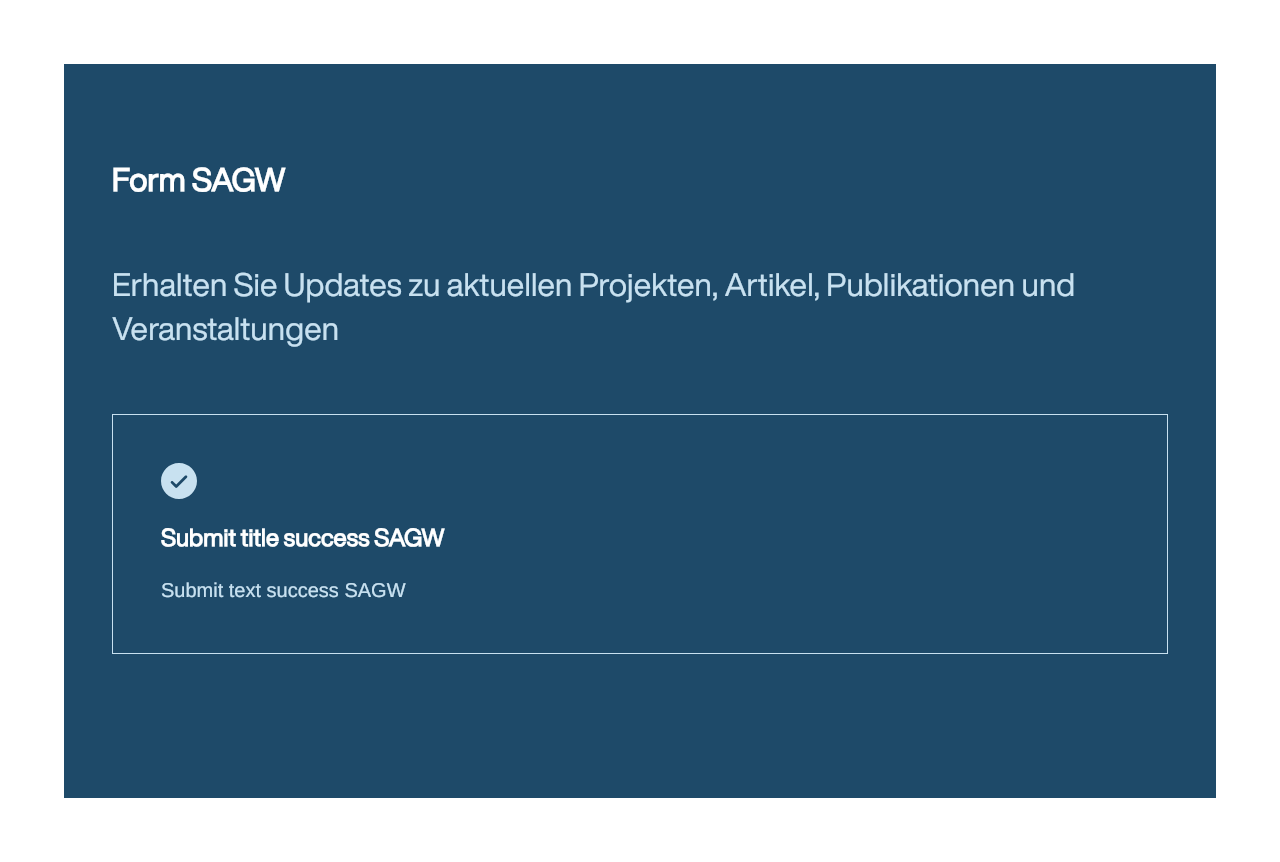 Form SAGW
Erhalten Sie Updates zu aktuellen Projekten, Artikel, Publikationen und
Veranstaltungen
Submit title success SAGW
Submit text success SAGW